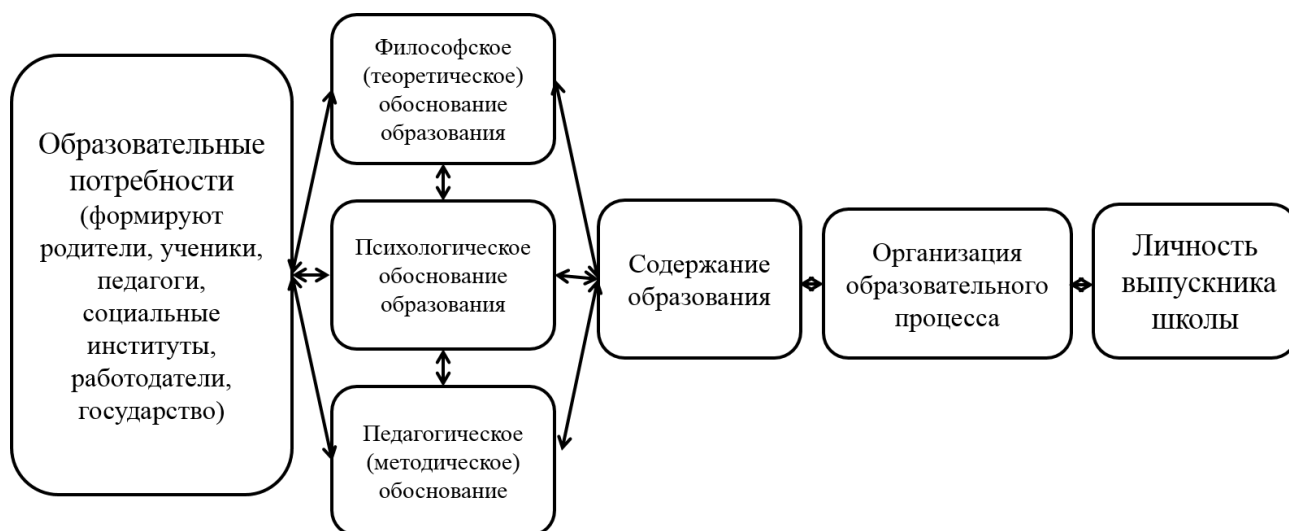 Образовательные
потребности
(формируют
родители, ученики,
педагоги,
социальные
институты,
работодатели,
государство)
Философское
(теоретическое)
обоснование
образования
Психологическое
обоснование
образования
Педагогическое
(методическое)
обоснование
Содержание
образования
Организация
образовательного
процесса
Личность
выпускника
школы